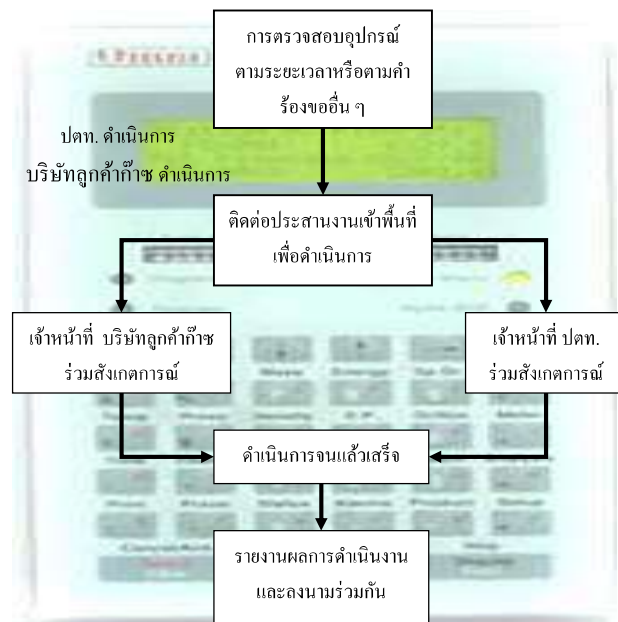 การตรวจสอบอุปกรณ์
ตามระยะเวลาหรือตามคำ
ร้องขออื่น ๆ
ปตท. ดำเนินการ
บริษัทลูกค้าก๊าซ ดำเนินการ
ติดต่อประสานงานเข้าพื้นที่
เพื่อดำเนินการ
เจ้าหน้าที่ บริษัทลูกค้าก๊าซ
ร่วมสังเกตการณ์
เจ้าหน้าที่ ปตท.
ร่วมสังเกตการณ์
ดำเนินการจนแล้วเสร็จ
รายงานผลการดำเนินงาน
และลงนามร่วมกัน